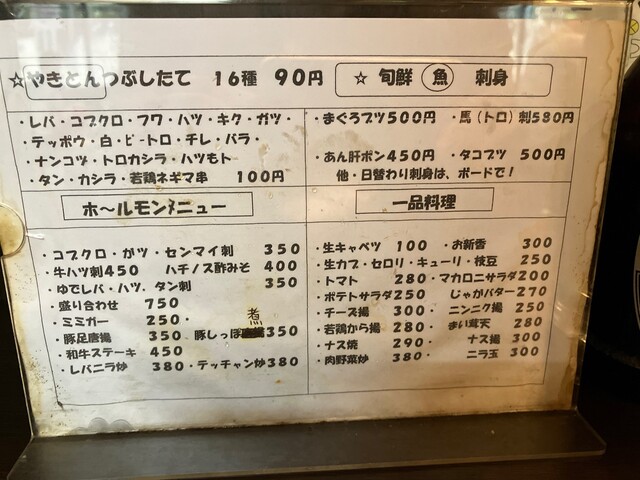 ☆やきとんつぶしたて 16種 90円
☆ 旬鮮 魚 刺身
・レバ・コブクロ・フワ・ハツ・キク・ガツ・
・テッポウ・白・ビートロ・チレ・バラ・
・ナンコツ・トロカシラ・ハツもト
・タン・カシラ・若鶏ネギマ串 100円
・まぐろブツ500円 ・馬(トロ)刺580円
・あん肝ポン450円 ・タコブツ 500円
他・日替わり刺身は、ボードで!
ホ~ルモンメニュー
・コブクロ・がツ・センマイ刺 350
・牛ハツ刺450 ハチノス酢みそ 400
・ゆでレバ・ハツ、タン刺 350
・盛り合わせ 750
・ミミガー 250・
・豚足唐揚 350 豚しっぽ煮350
・和牛ステーキ 450
・レバニラ炒 380・テッチャン炒380
一品料理
・生キャベツ 100 ・お新香 300
・生カブ・セロリ・キューリ・枝豆 250
・トマト 280・マカロニサラダ200
・ポテトサラダ250 じゃがバター270
・チース揚 300・ ニンニク揚 250
・若鶏から揚 280・ まい茸天 280
・ナス焼 290・ ナス揚 300
・肉野菜炒 380・ ニラ玉 300